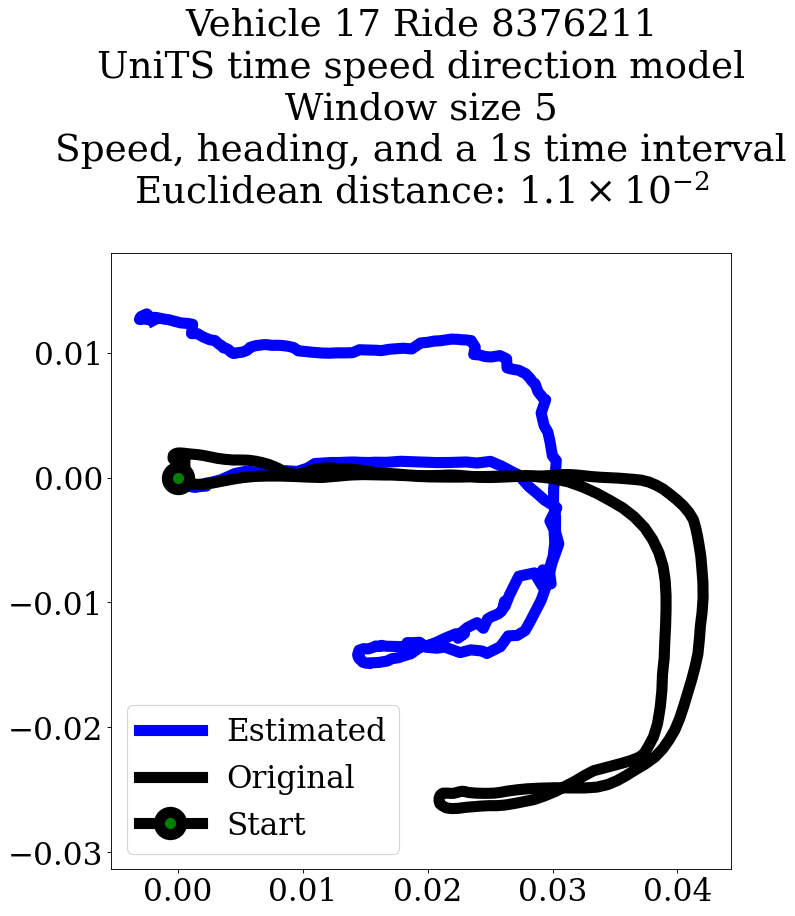 Vehicle 17 Ride 8376211
UniTS time speed direction model
Window size 5
Speed, heading, and a 1s time interval
Euclidean distance: 1.1 × 10⁻²
0.01
0.00
−0.01
−0.02
−0.03
Estimated
Original
Start
0.00 0.01 0.02 0.03 0.04